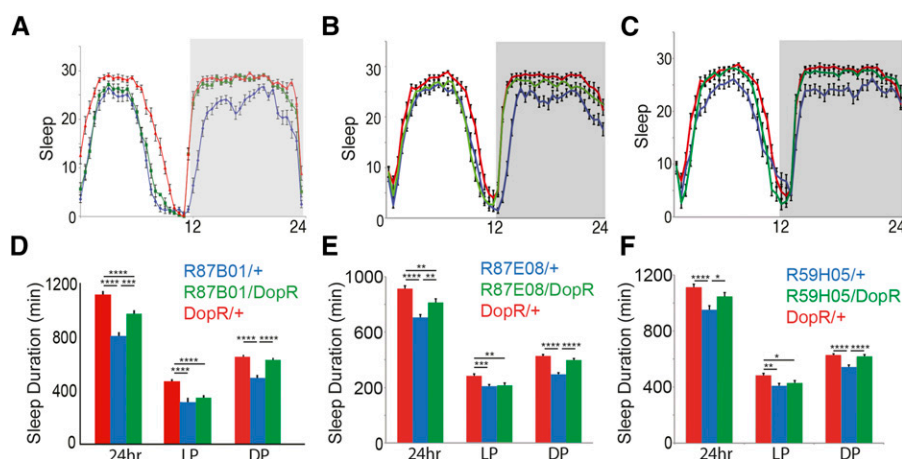 A
B
C
Sleep
30
20
10
0
12
24
Sleep
30
20
10
0
12
24
Sleep
30
20
10
0
12
24
D
E
F
Sleep Duration (min)
1200
800
400
0
**** 
**** ***
****
****
**** ****
R87B01/+
R87B01/DopR
DopR/+
24hr
LP
DP
Sleep Duration (min)
1000
600
200
0
**
**** **
**
***
**** ****
R87E08/+
R87E08/DopR
DopR/+
24hr
LP
DP
Sleep Duration (min)
1200
800
400
0
**** *
*
**
**** ****
R59H05/+
R59H05/DopR
DopR/+
24hr
LP
DP